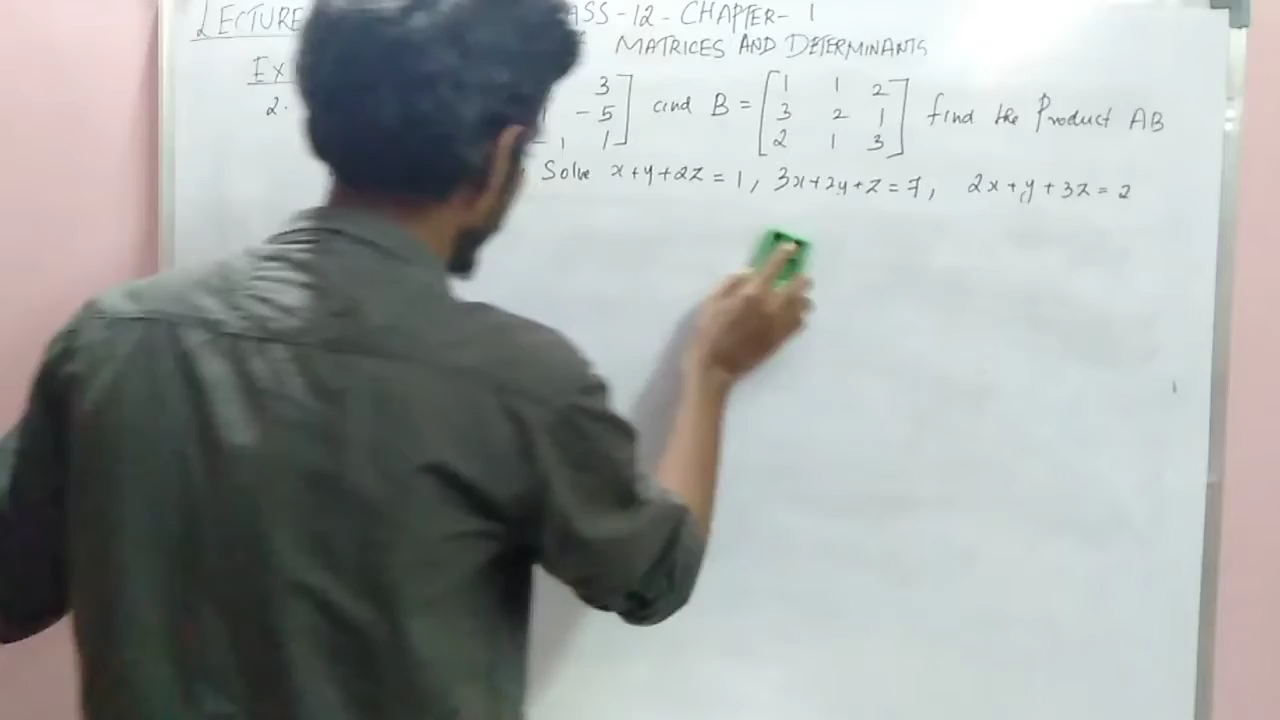 LECTURE ASS-12 - CHAPTER- 1
MATRICES AND DETERMINANTS
Ex
2. 3 1 1 2
-5 and B = 3 2 1 find the Product AB
1 1 2 1 3
Solve x+y+2z = 1, 3x+2y+z = 7, 2x+y+3z = 2